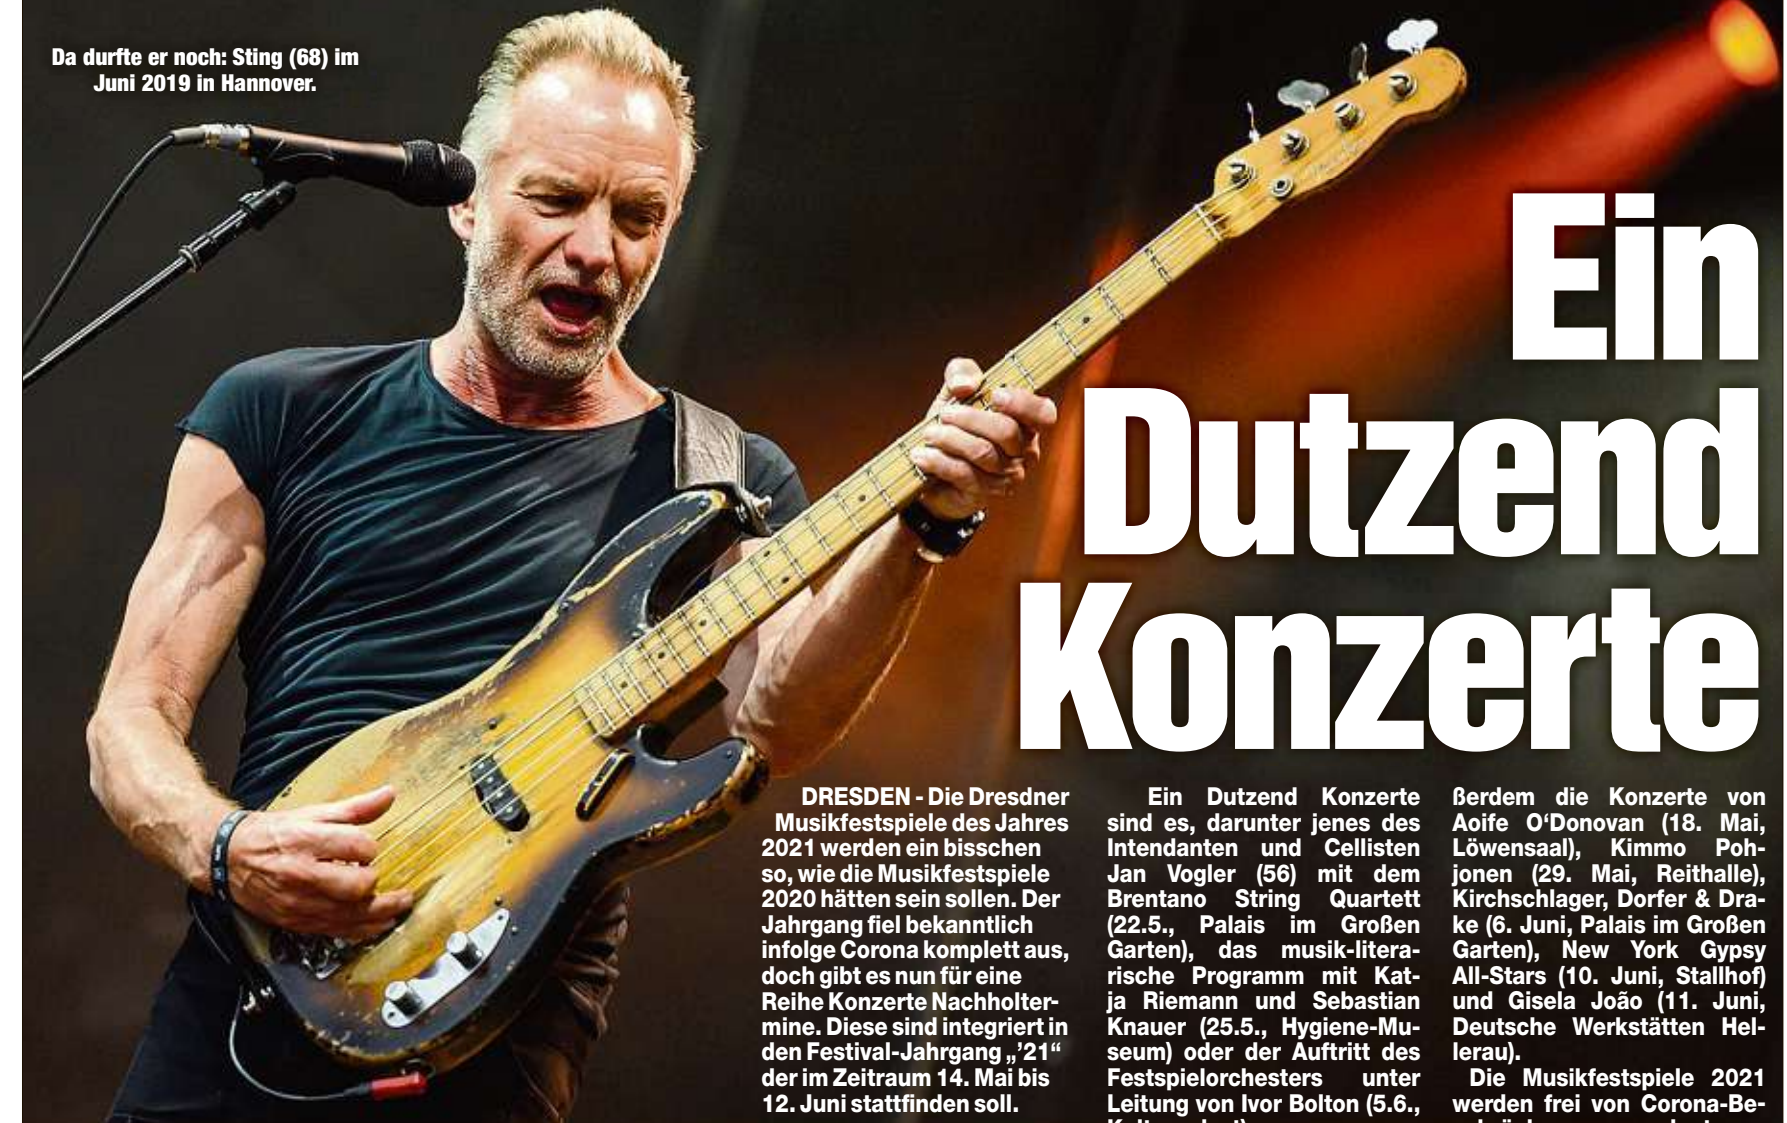 Da durfte er noch: Sting (68) im
Juni 2019 in Hannover.
Ein
Dutzend
Konzerte
DRESDEN - Die Dresdner
Musikfestspiele des Jahres
2021 werden ein bisschen
so, wie die Musikfestspiele
2020 hätten sein sollen. Der
Jahrgang fiel bekanntlich
infolge Corona komplett aus,
doch gibt es nun für eine
Reihe Konzerte Nachholter-
mine. Diese sind integriert in
den Festival-Jahrgang „’21“
der im Zeitraum 14. Mai bis
12. Juni stattfinden soll.
Ein Dutzend Konzerte
sind es, darunter jenes des
Intendanten und Cellisten
Jan Vogler (56) mit dem
Brentano String Quartett
(22.5., Palais im Großen
Garten), das musik-litera-
rische Programm mit Kat-
ja Riemann und Sebastian
Knauer (25.5., Hygiene-Mu-
seum) oder der Auftritt des
Festspielorchesters unter
Leitung von Ivor Bolton (5.6.,
ßerdem die Konzerte von
Aoife O‘Donovan (18. Mai,
Löwensaal), Kimmo Poh-
jonen (29. Mai, Reithalle),
Kirchschlager, Dorfer & Dra-
ke (6. Juni, Palais im Großen
Garten), New York Gypsy
All-Stars (10. Juni, Stallhof)
und Gisela João (11. Juni,
Deutsche Werkstätten Hel-
lerau).
Die Musikfestspiele 2021
werden frei von Corona-Be-